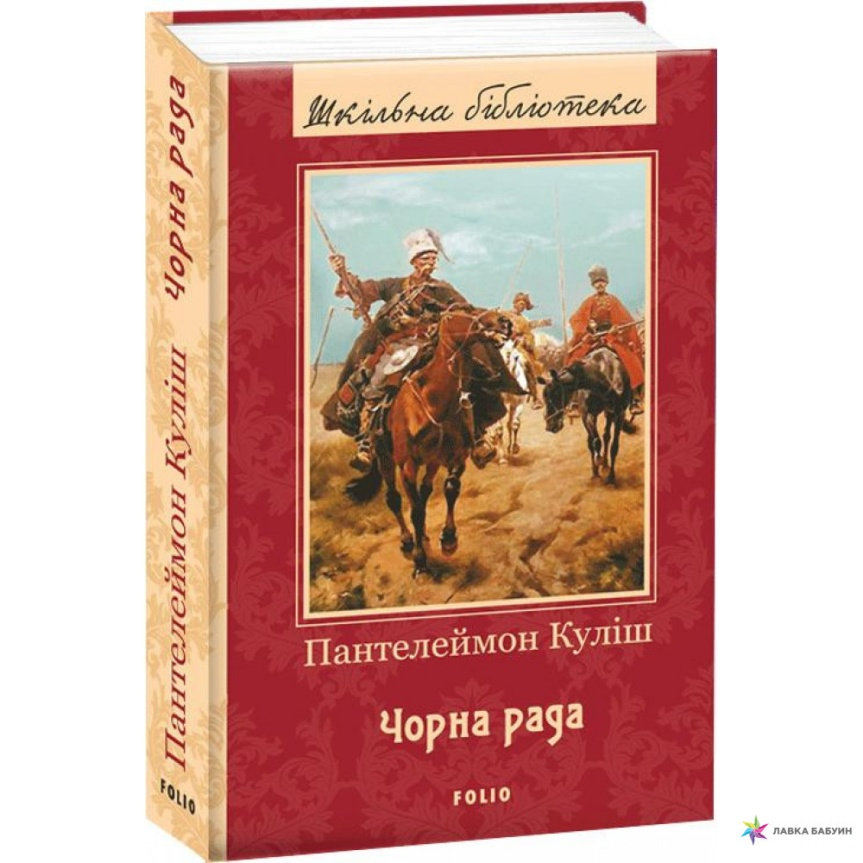 Шкільна бібліотека
Пантелеймон Куліш
Чорна рада
FOLIO
Пантелеймон Куліш Чорна рада
FOLIO
ЛАВКА БАБУИН